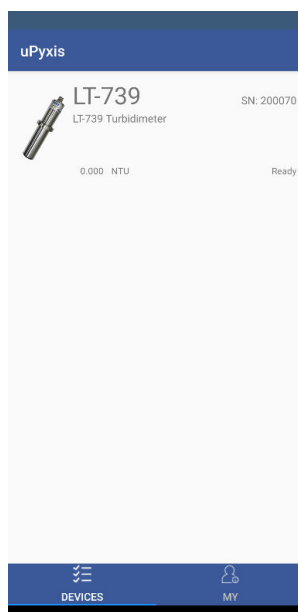 uPyxis
LT-739
SN: 200070
LT-739 Turbidimeter
0.000 NTU
Ready
DEVICES
MY